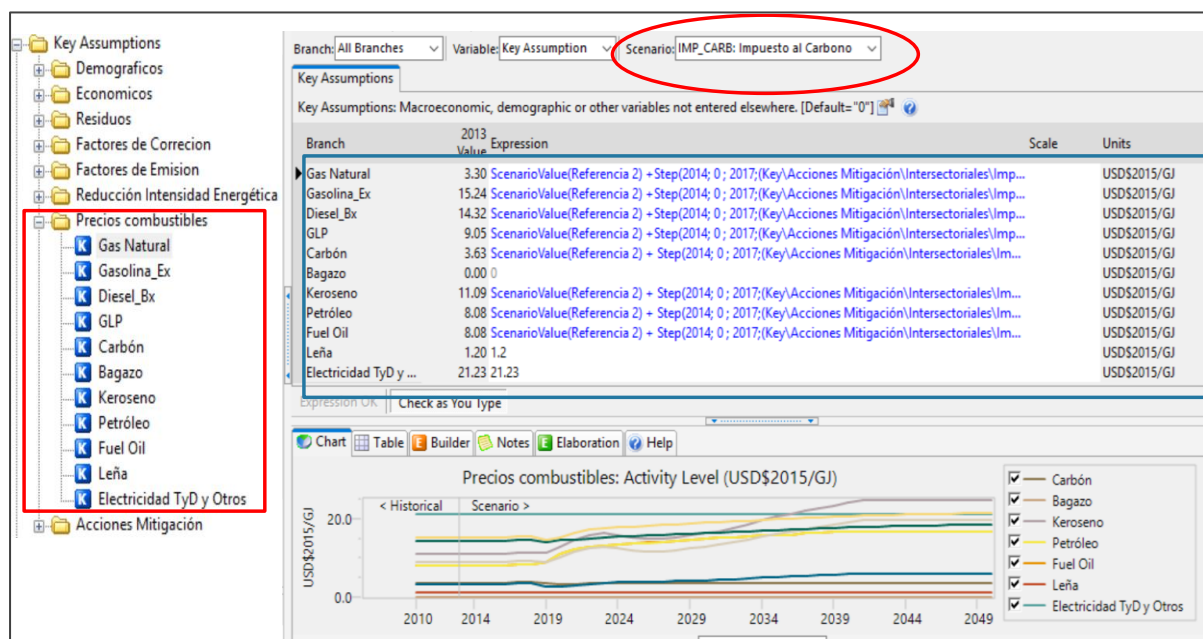 Key Assumptions
Demograficos
Economicos
Residuos
Factores de Correcion
Factores de Emision
Reducción Intensidad Energética
Precios combustibles
K Gas Natural
K Gasolina_Ex
K Diesel_Bx
K GLP
K Carbón
K Bagazo
K Keroseno
K Petróleo
K Fuel Oil
K Leña
K Electricidad TyD y Otros
Acciones Mitigación
Branch: All Branches Variable: Key Assumption Scenario: IMP_CARB: Impuesto al Carbono
Key Assumptions
Key Assumptions: Macroeconomic, demographic or other variables not entered elsewhere. [Default="0"]
Branch 2013 Value Expression Scale Units
Gas Natural 3.30 ScenarioValue(Referencia 2) +Step(2014; 0 ; 2017;(Key\Acciones Mitigación\Intersectoriales\Imp... USD$2015/GJ
Gasolina_Ex 15.24 ScenarioValue(Referencia 2) +Step(2014; 0 ; 2017;(Key\Acciones Mitigación\Intersectoriales\Imp... USD$2015/GJ
Diesel_Bx 14.32 ScenarioValue(Referencia 2) +Step(2014; 0 ; 2017;(Key\Acciones Mitigación\Intersectoriales\Imp... USD$2015/GJ
GLP 9.05 ScenarioValue(Referencia 2) +Step(2014; 0 ; 2017;(Key\Acciones Mitigación\Intersectoriales\Imp... USD$2015/GJ
Carbón 3.63 ScenarioValue(Referencia 2) + Step(2014; 0 ; 2017;(Key\Acciones Mitigación\Intersectoriales\Im... USD$2015/GJ
Bagazo 0.00 0 USD$2015/GJ
Keroseno 11.09 ScenarioValue(Referencia 2) + Step(2014; 0 ; 2017;(Key\Acciones Mitigación\Intersectoriales\Im... USD$2015/GJ
Petróleo 8.08 ScenarioValue(Referencia 2) + Step(2014; 0 ; 2017;(Key\Acciones Mitigación\Intersectoriales\Im... USD$2015/GJ
Fuel Oil 8.08 ScenarioValue(Referencia 2) + Step(2014; 0 ; 2017;(Key\Acciones Mitigación\Intersectoriales\Im... USD$2015/GJ
Leña 1.20 1.2 USD$2015/GJ
Electricidad TyD y ... 21.23 21.23 USD$2015/GJ
Expression OK Check as You Type
Chart Table Builder Notes Elaboration Help
Precios combustibles: Activity Level (USD$2015/GJ)
< Historical Scenario >
USD$2015/GJ
20.0
0.0
2010 2014 2019 2024 2029 2034 2039 2044 2049
Carbón
Bagazo
Keroseno
Petróleo
Fuel Oil
Leña
Electricidad TyD y Otros